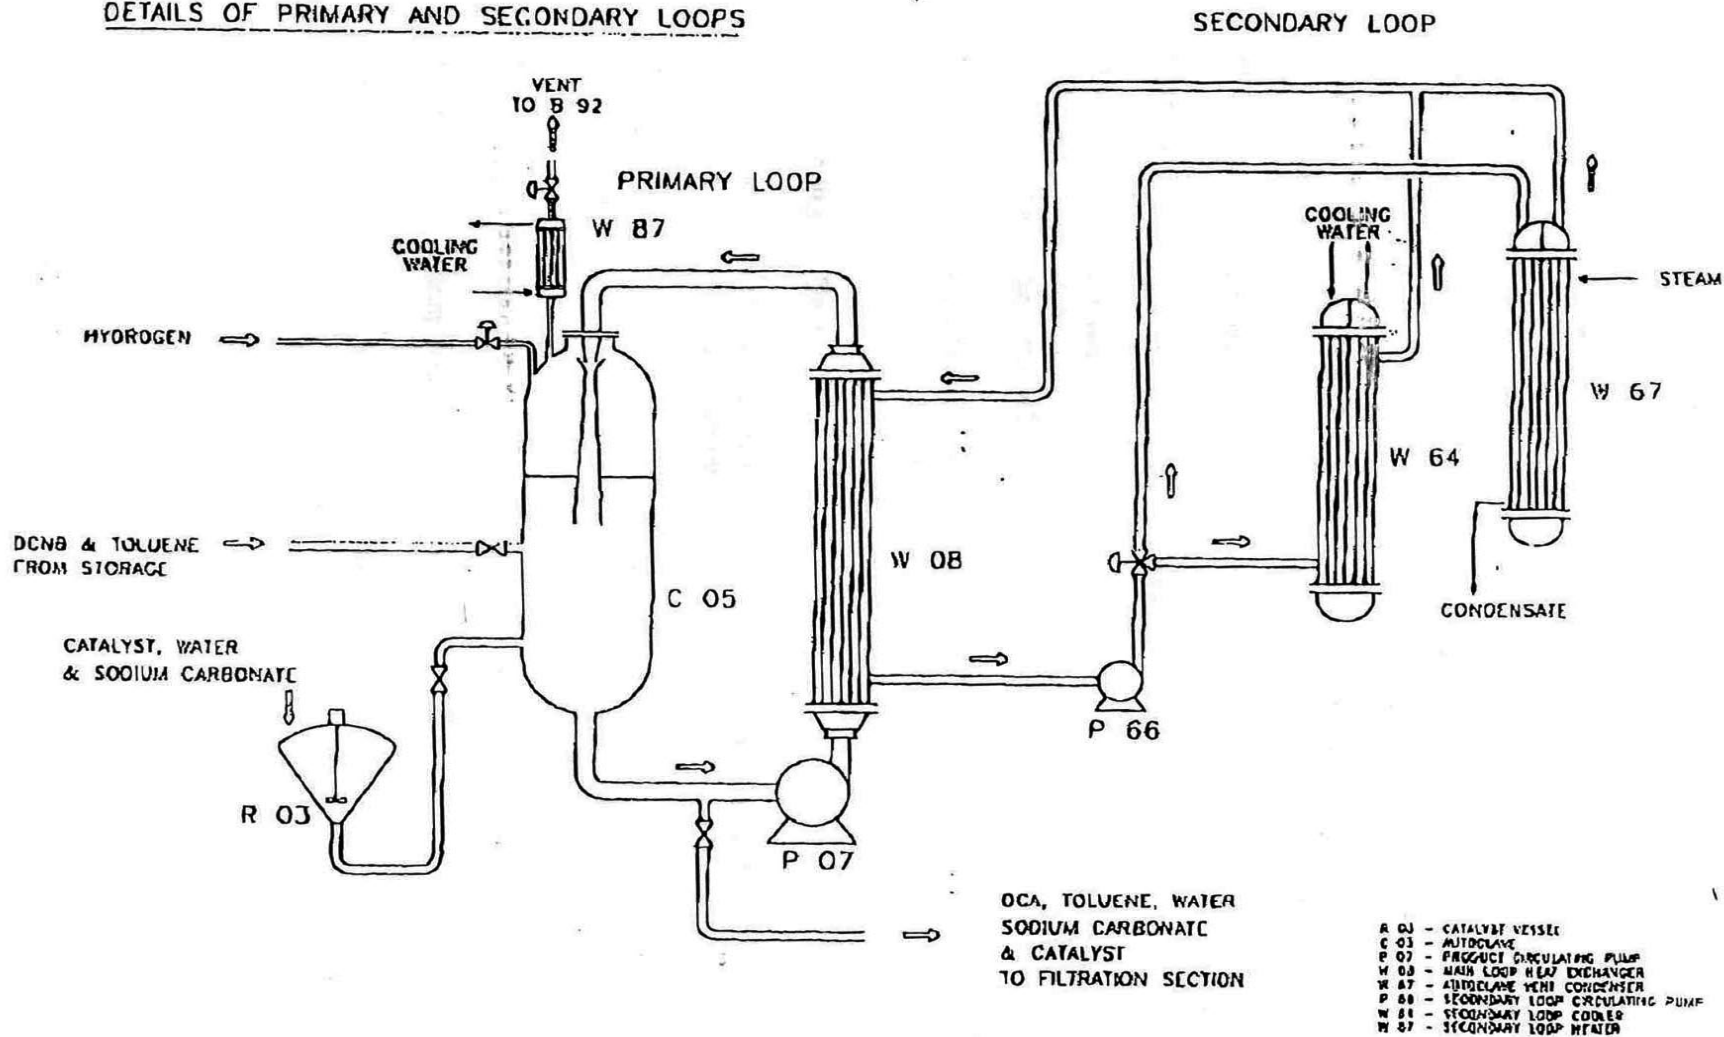 DETAILS OF PRIMARY AND SECONDARY LOOPS
SECONDARY LOOP
VENT
TO B 92
PRIMARY LOOP
W 87
COOLING
WATER
COOLING
WATER
STEAM
HYDROGEN
W 67
W 64
DCNB & TOLUENE
FROM STORAGE
W 08
C 05
CONDENSATE
CATALYST, WATER
& SODIUM CARBONATE
P 66
R 03
P 07
DCA, TOLUENE, WATER
SODIUM CARBONATE
& CATALYST
TO FILTRATION SECTION
R 03 - CATALYST VESSEL
C 05 - AUTOCLAVE
P 07 - PRODUCT CIRCULATING PUMP
W 08 - MAIN LOOP HEAT EXCHANGER
W 87 - AUTOCLAVE VENT CONDENSER
P 66 - SECONDARY LOOP CIRCULATING PUMP
W 64 - SECONDARY LOOP COOLER
W 67 - SECONDARY LOOP HEATER